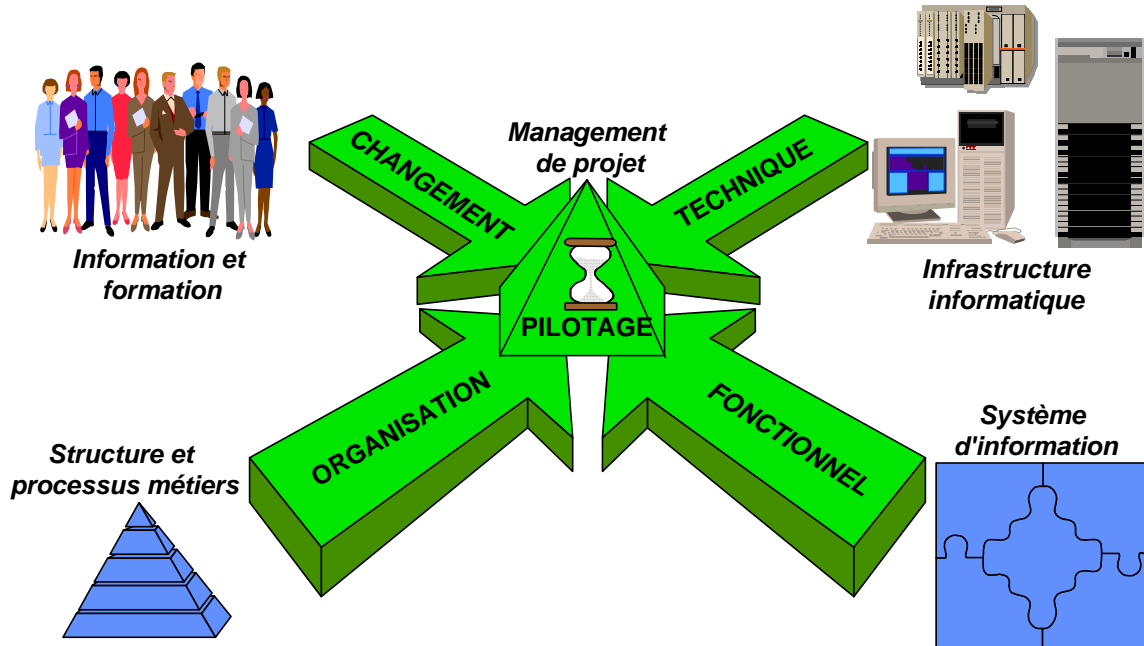 Management
de projet
CHANGEMENT
TECHNIQUE
Information et
formation
Infrastructure
informatique
PILOTAGE
ORGANISATION
FONCTIONNEL
Structure et
processus métiers
Système
d'information